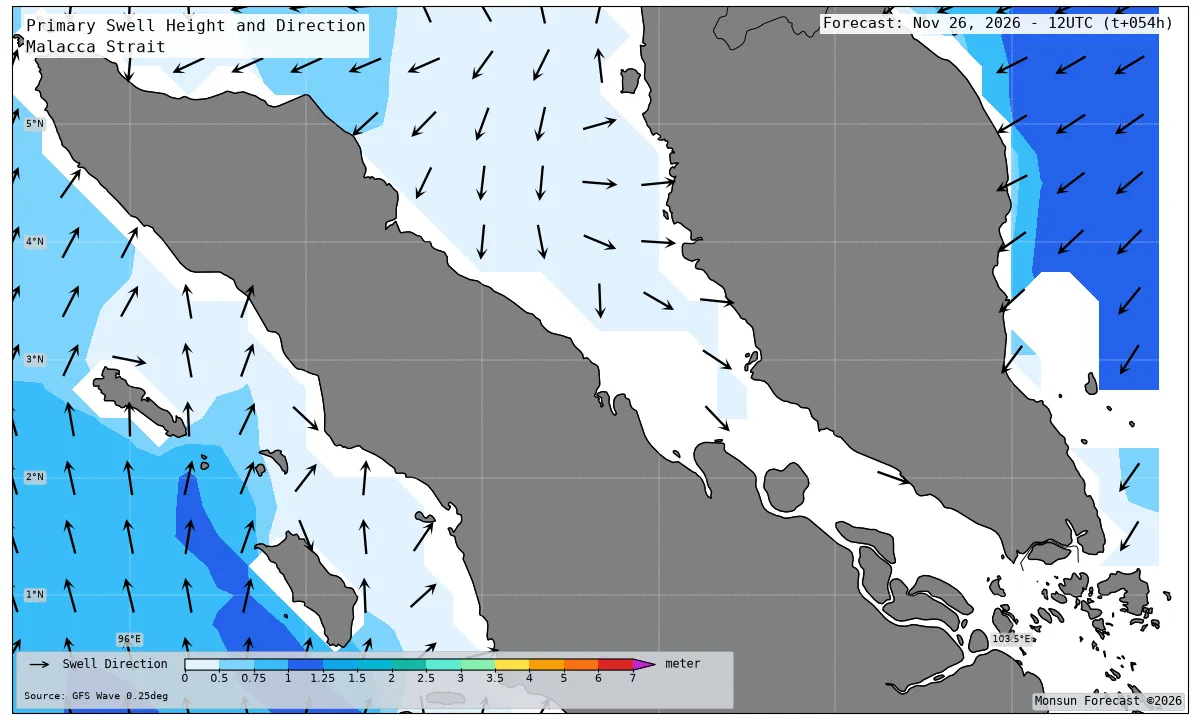 Primary Swell Height and Direction
Malacca Strait
Forecast: Nov 26, 2026 - 12UTC (t+054h)
5°N
4°N
3°N
2°N
1°N
96°E
103.5°E
Swell Direction
0 0.5 0.75 1 1.25 1.5 2 2.5 3 3.5 4 5 6 7
meter
Source: GFS Wave 0.25deg
Monsun Forecast ©2026